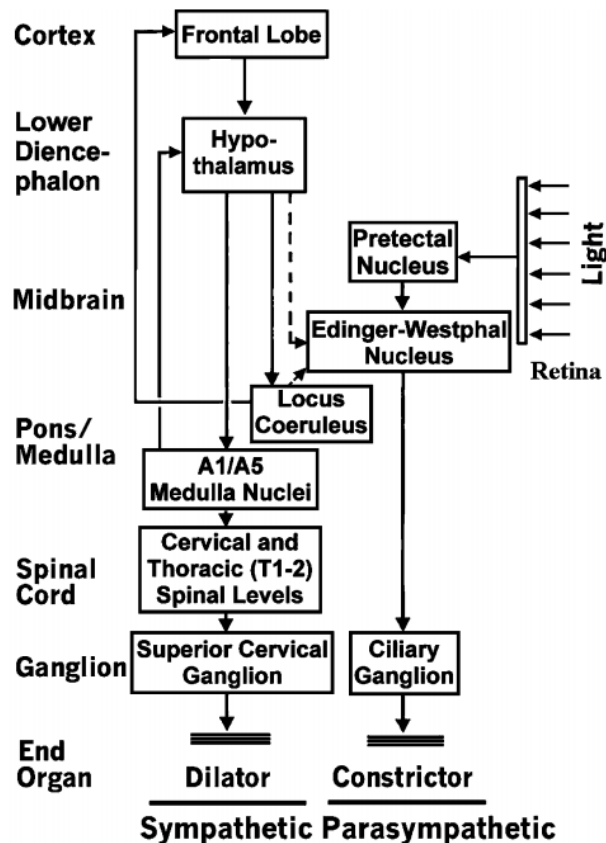 Cortex
Frontal Lobe
Lower
Dience-
phalon
Hypo-
thalamus
Pretectal
Nucleus
Light
Midbrain
Edinger-Westphal
Nucleus
Retina
Locus
Coeruleus
Pons/
Medulla
A1/A5
Medulla Nuclei
Spinal
Cord
Cervical and
Thoracic (T1-2)
Spinal Levels
Ganglion
Superior Cervical
Ganglion
Ciliary
Ganglion
End
Organ
Dilator
Constrictor
Sympathetic
Parasympathetic